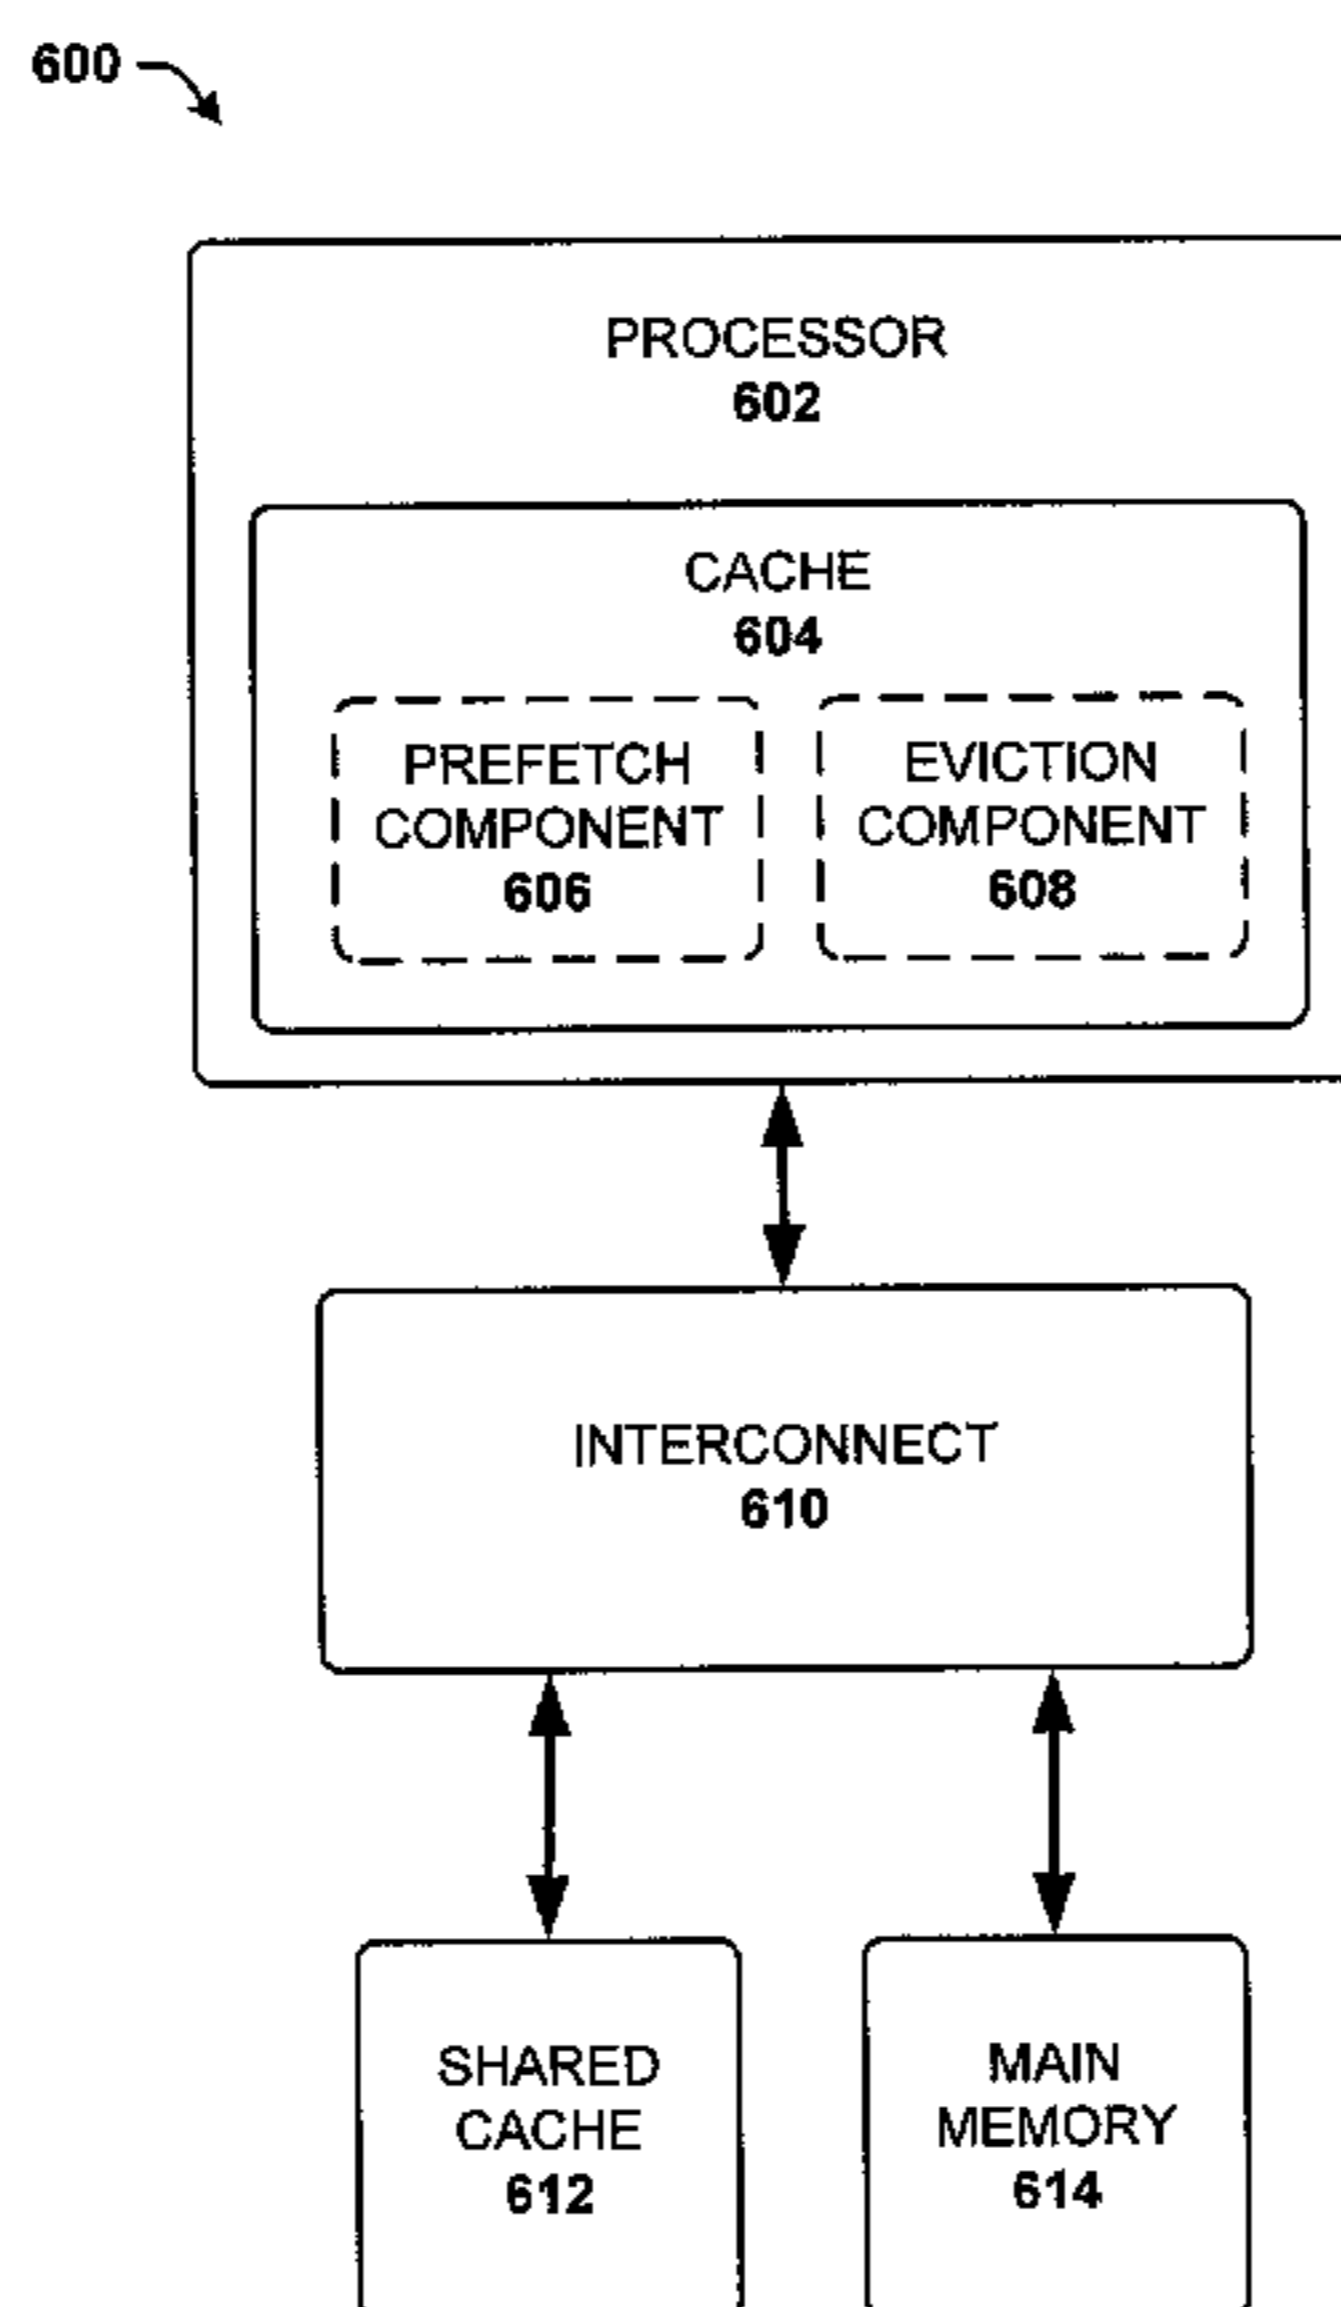 600
PROCESSOR
602
CACHE
604
PREFETCH
COMPONENT
606
EVICTION
COMPONENT
608
INTERCONNECT
610
SHARED
CACHE
612
MAIN
MEMORY
614